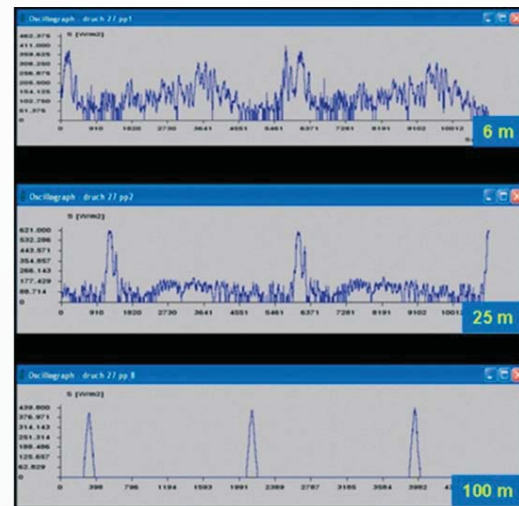 Oscillograph - druch 27 pp1
S [W/m2]
462.375
411.000
359.625
308.250
256.875
205.500
154.125
102.750
51.375
0
0 910 1820 2730 3641 4551 5461 6371 7281 8191 9102 10012
6 m
Oscillograph - druch 27 pp2
S [W/m2]
621.000
532.286
443.571
354.857
266.143
177.429
88.714
0
0 910 1820 2730 3641 4551 5461 6371 7281 8191 9102 10012
25 m
Oscillograph - druch 27 pp 8
S [W/m2]
439.800
376.971
314.143
251.314
188.486
125.657
62.829
0
0 398 796 1194 1593 1991 2389 2787 3185 3584 3982
100 m